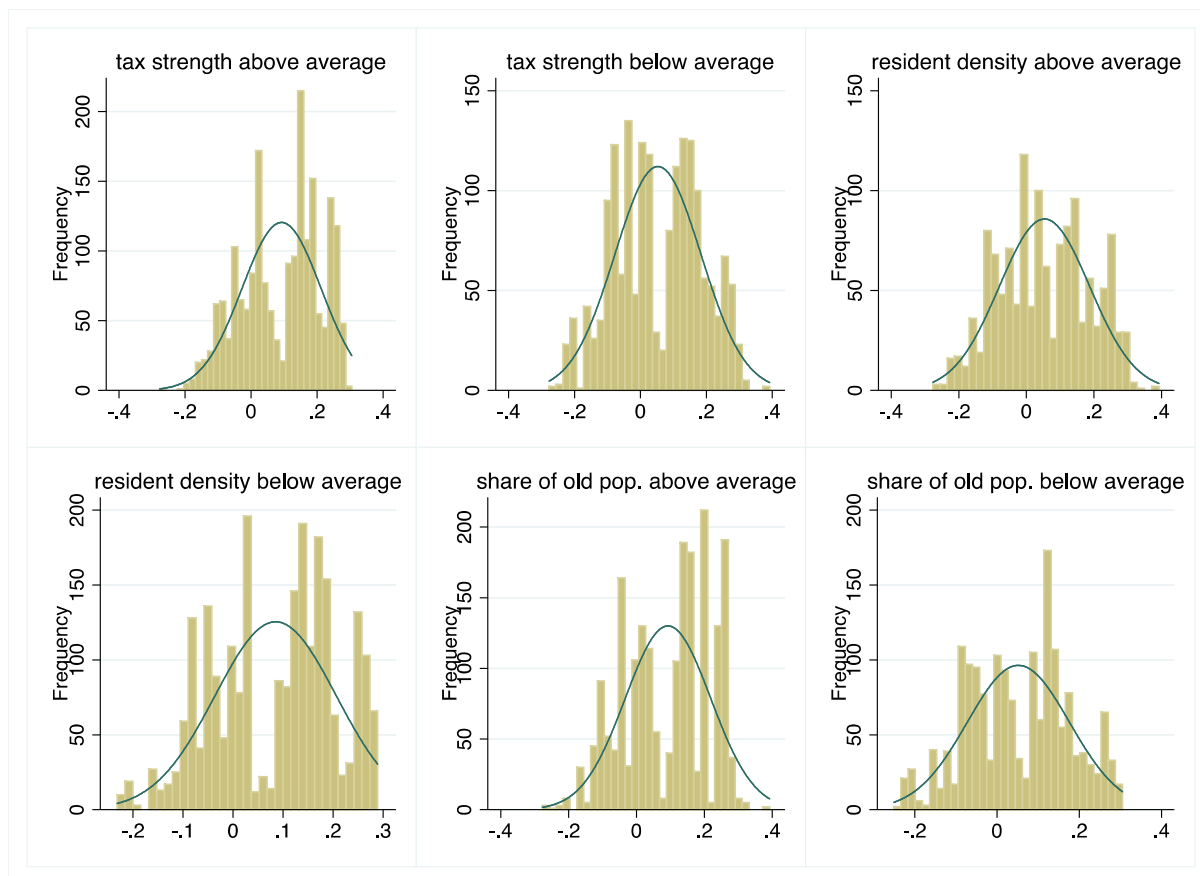 tax strength above average
200
150
100
50
0
Frequency
-.4 -.2 0 .2 .4
tax strength below average
150
100
50
0
Frequency
-.4 -.2 0 .2 .4
resident density above average
150
100
50
0
Frequency
-.4 -.2 0 .2 .4
resident density below average
200
150
100
50
0
Frequency
-.2 -.1 0 .1 .2 .3
share of old pop. above average
200
150
100
50
0
Frequency
-.4 -.2 0 .2 .4
share of old pop. below average
200
150
100
50
0
Frequency
-.2 0 .2 .4